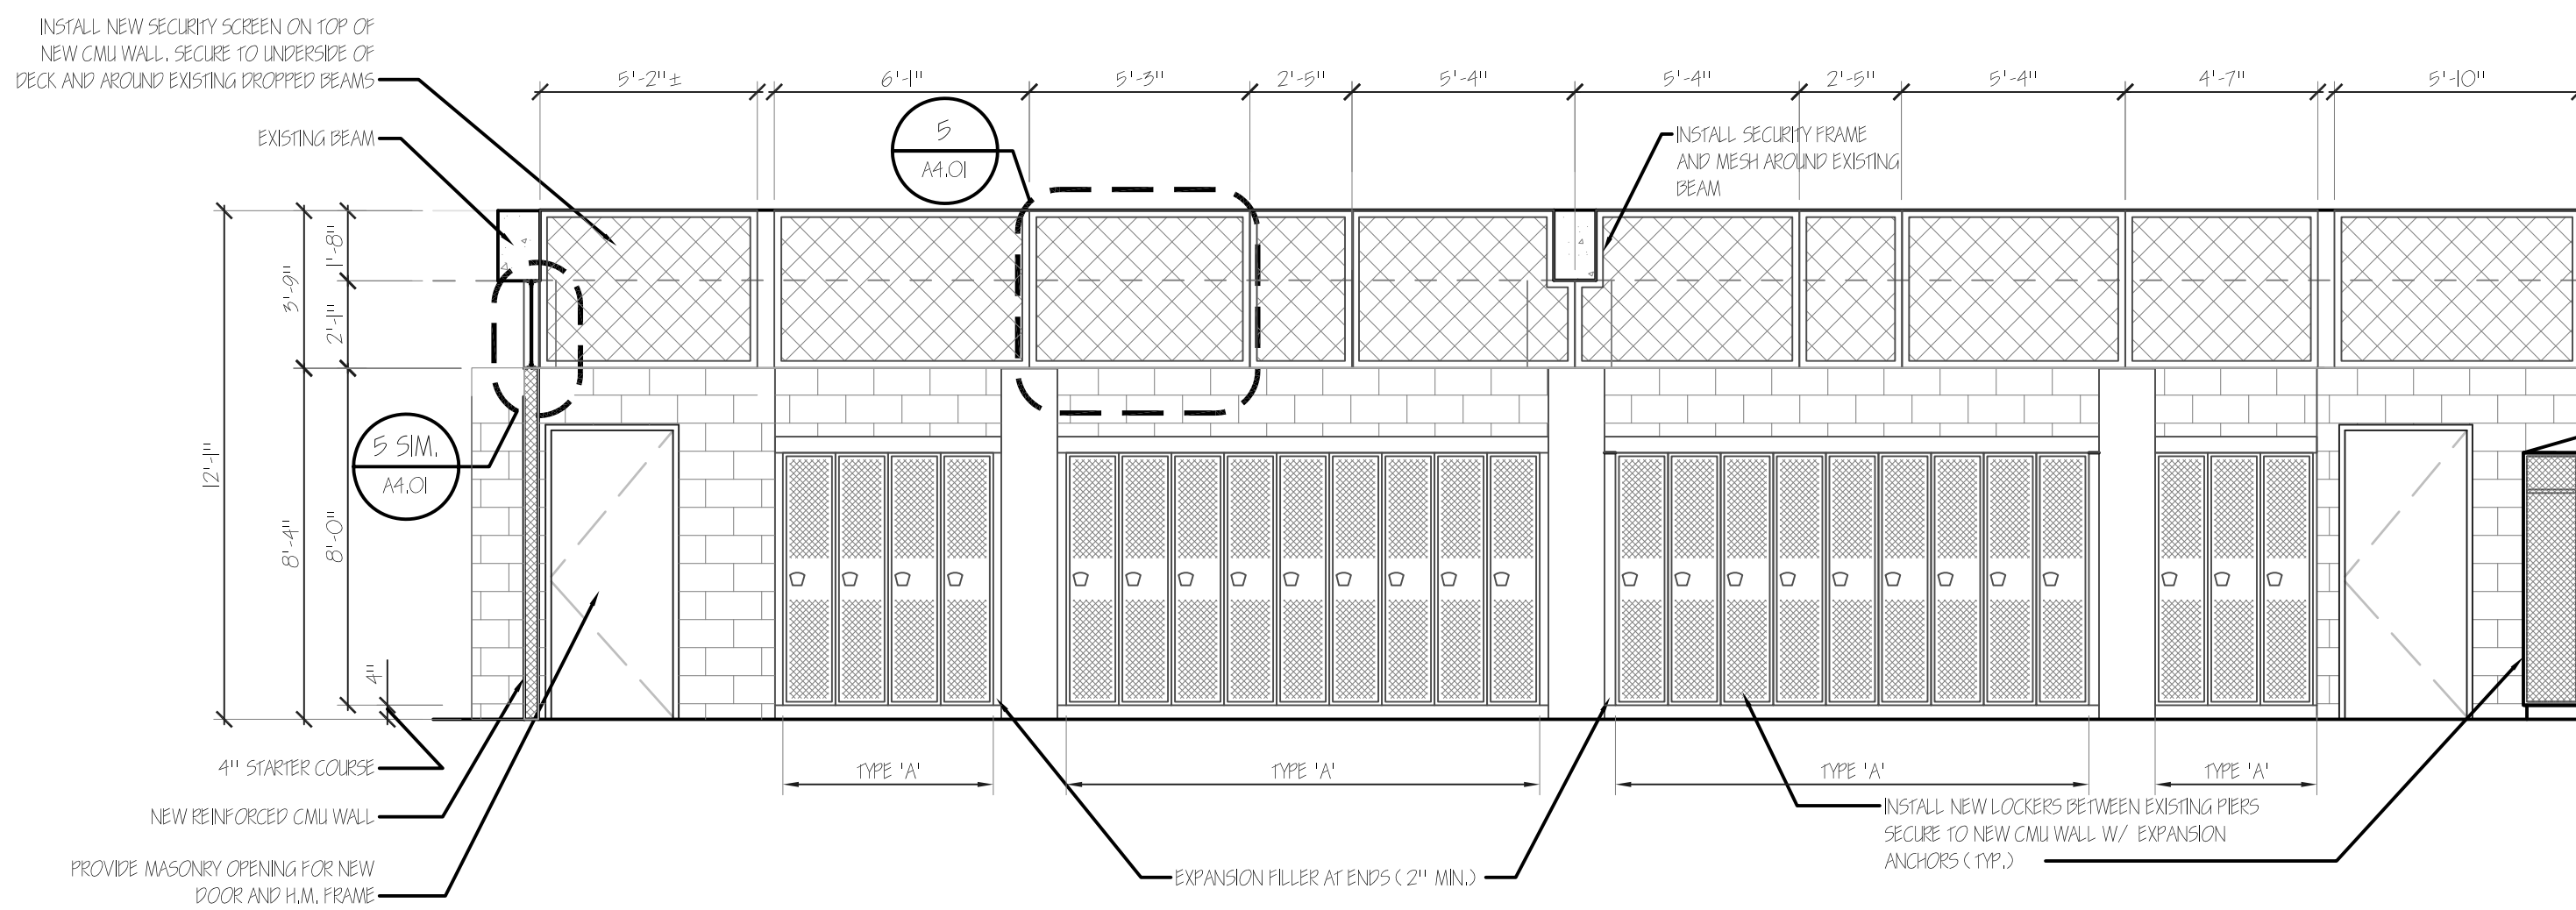 INSTALL NEW SECURITY SCREEN ON TOP OF
NEW CMU WALL. SECURE TO UNDERSIDE OF
DECK AND AROUND EXISTING DROPPED BEAMS
EXISTING BEAM
5'-2"±
6'-1"
5'-3"
2'-5"
5'-4"
5'-4"
2'-5"
5'-4"
4'-7"
5'-10"
5
A4.01
INSTALL SECURITY FRAME
AND MESH AROUND EXISTING
BEAM
12'-1"
3'-9"
8'-4"
1'-8"
2'-1"
8'-0"
4"
5 SIM.
A4.01
4" STARTER COURSE
NEW REINFORCED CMU WALL
PROVIDE MASONRY OPENING FOR NEW
DOOR AND H.M. FRAME
TYPE 'A'
TYPE 'A'
TYPE 'A'
TYPE 'A'
EXPANSION FILLER AT ENDS (2" MIN.)
INSTALL NEW LOCKERS BETWEEN EXISTING PIERS
SECURE TO NEW CMU WALL W/ EXPANSION
ANCHORS (TYP.)